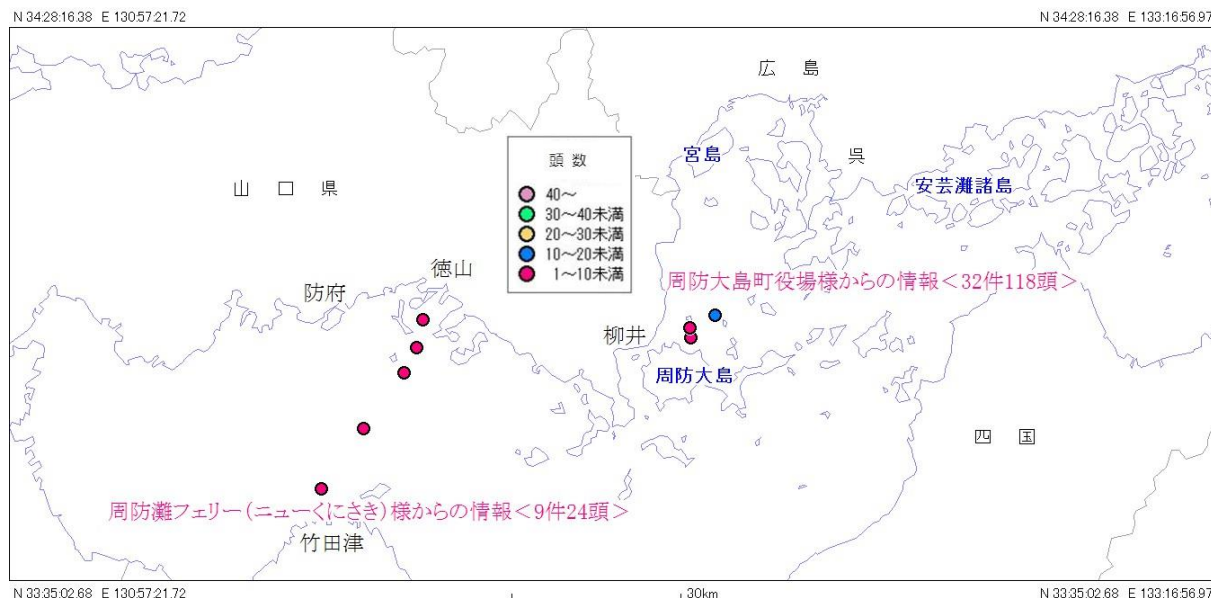 N 34:28:16.38 E 130:57:21.72
N 34:28:16.38 E 133:16:56.97
広 島
宮島
呉
頭 数
安芸灘諸島
山 口 県
40～
30～40未満
20～30未満
10～20未満
1～10未満
徳山
防府
周防大島町役場様からの情報<32件118頭>
柳井
周防大島
四 国
周防灘フェリー(ニューくにさき)様からの情報<9件24頭>
竹田津
N 33:35:02.68 E 130:57:21.72
30km
N 33:35:02.68 E 133:16:56.97